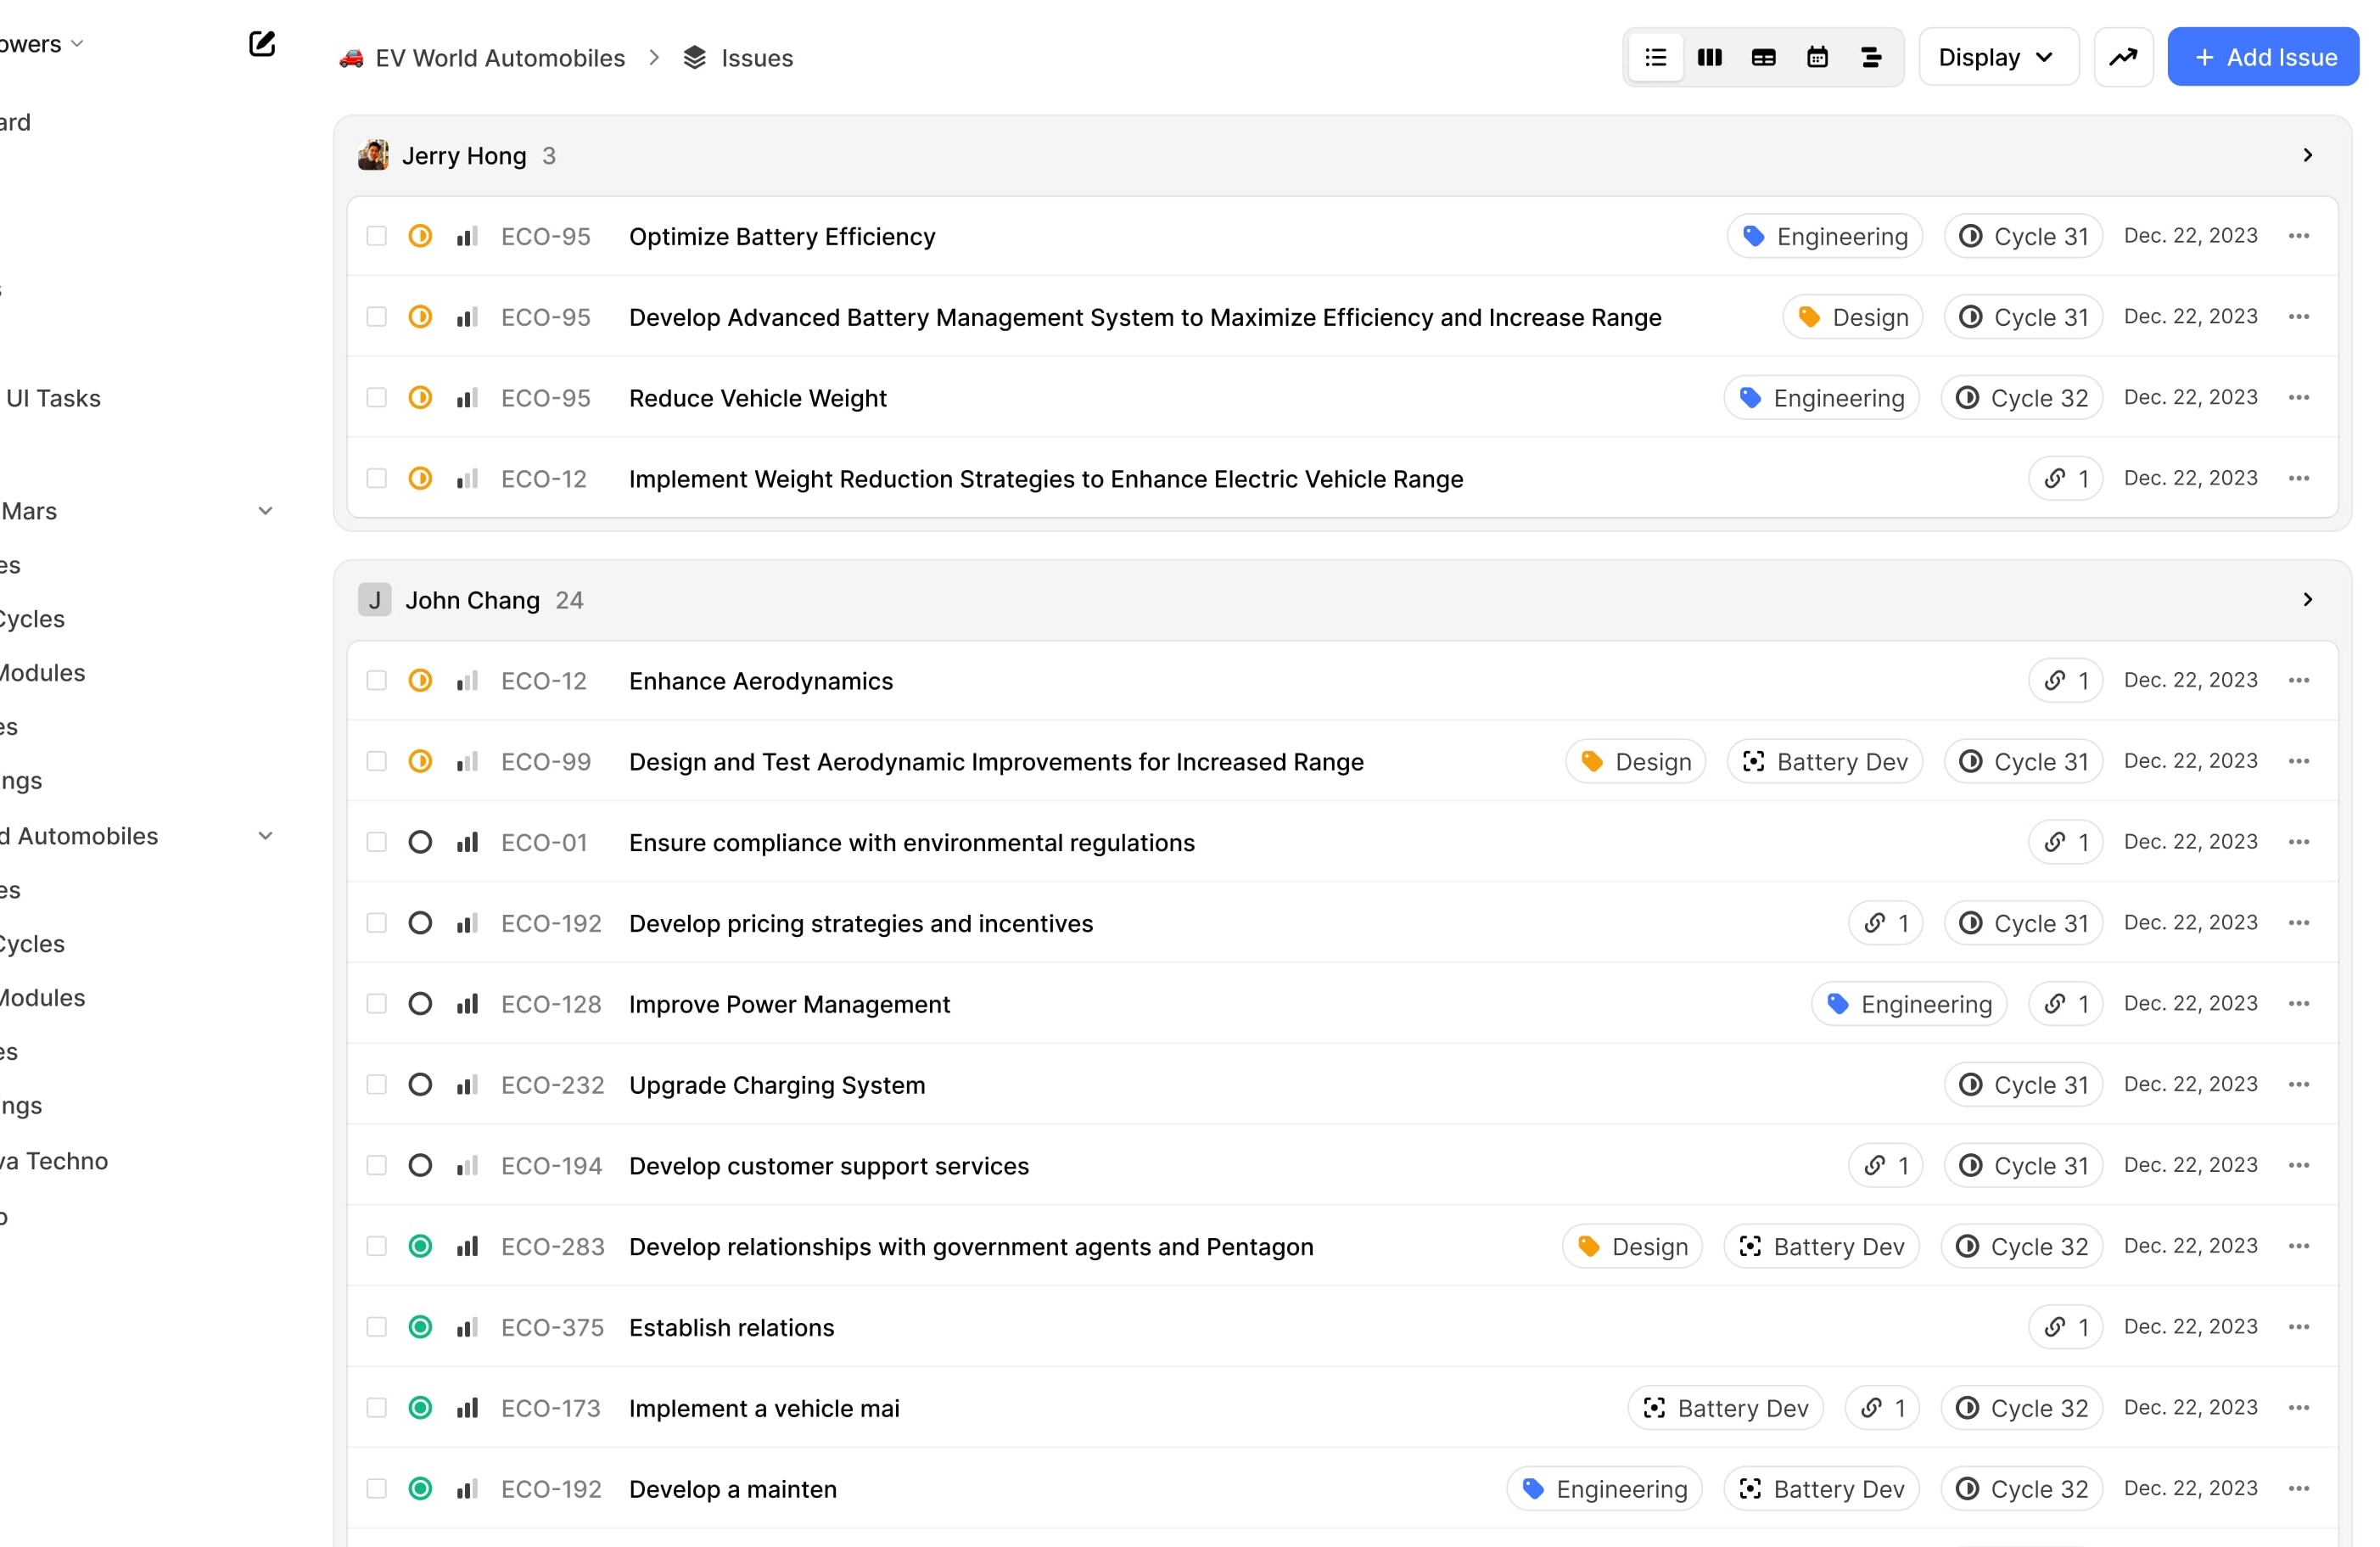 owers
EV World Automobiles > Issues
Display
+ Add Issue
ard
UI Tasks
Mars
es
Cycles
Modules
es
ngs
d Automobiles
es
Cycles
Modules
es
ngs
va Techno
Jerry Hong 3
ECO-95 Optimize Battery Efficiency Engineering Cycle 31 Dec. 22, 2023
ECO-95 Develop Advanced Battery Management System to Maximize Efficiency and Increase Range Design Cycle 31 Dec. 22, 2023
ECO-95 Reduce Vehicle Weight Engineering Cycle 32 Dec. 22, 2023
ECO-12 Implement Weight Reduction Strategies to Enhance Electric Vehicle Range 1 Dec. 22, 2023
J John Chang 24
ECO-12 Enhance Aerodynamics 1 Dec. 22, 2023
ECO-99 Design and Test Aerodynamic Improvements for Increased Range Design Battery Dev Cycle 31 Dec. 22, 2023
ECO-01 Ensure compliance with environmental regulations 1 Dec. 22, 2023
ECO-192 Develop pricing strategies and incentives 1 Cycle 31 Dec. 22, 2023
ECO-128 Improve Power Management Engineering 1 Dec. 22, 2023
ECO-232 Upgrade Charging System Cycle 31 Dec. 22, 2023
ECO-194 Develop customer support services 1 Cycle 31 Dec. 22, 2023
ECO-283 Develop relationships with government agents and Pentagon Design Battery Dev Cycle 32 Dec. 22, 2023
ECO-375 Establish relations 1 Dec. 22, 2023
ECO-173 Implement a vehicle mai Battery Dev 1 Cycle 32 Dec. 22, 2023
ECO-192 Develop a mainten Engineering Battery Dev Cycle 32 Dec. 22, 2023